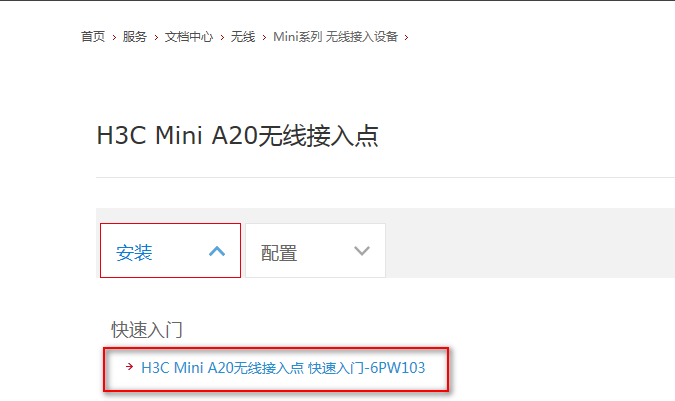 首页 > 服务 > 文档中心 > 无线 > Mini系列 无线接入设备 >
H3C Mini A20无线接入点
安装 配置
快速入门
H3C Mini A20无线接入点 快速入门-6PW103